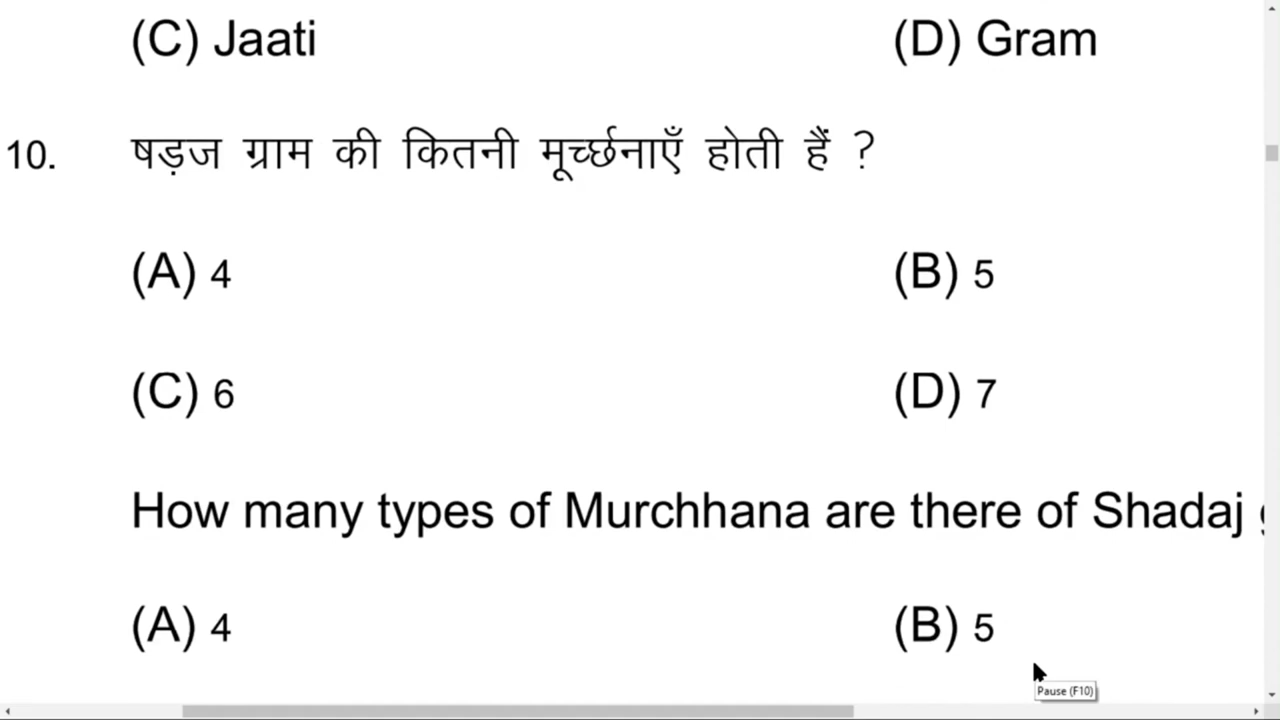 (C) Jaati (D) Gram
10. षड़ज ग्राम की कितनी मूर्च्छनाएँ होती हैं ?
(A) 4 (B) 5
(C) 6 (D) 7
How many types of Murchhana are there of Shadaj
(A) 4 (B) 5
Pause (F10)